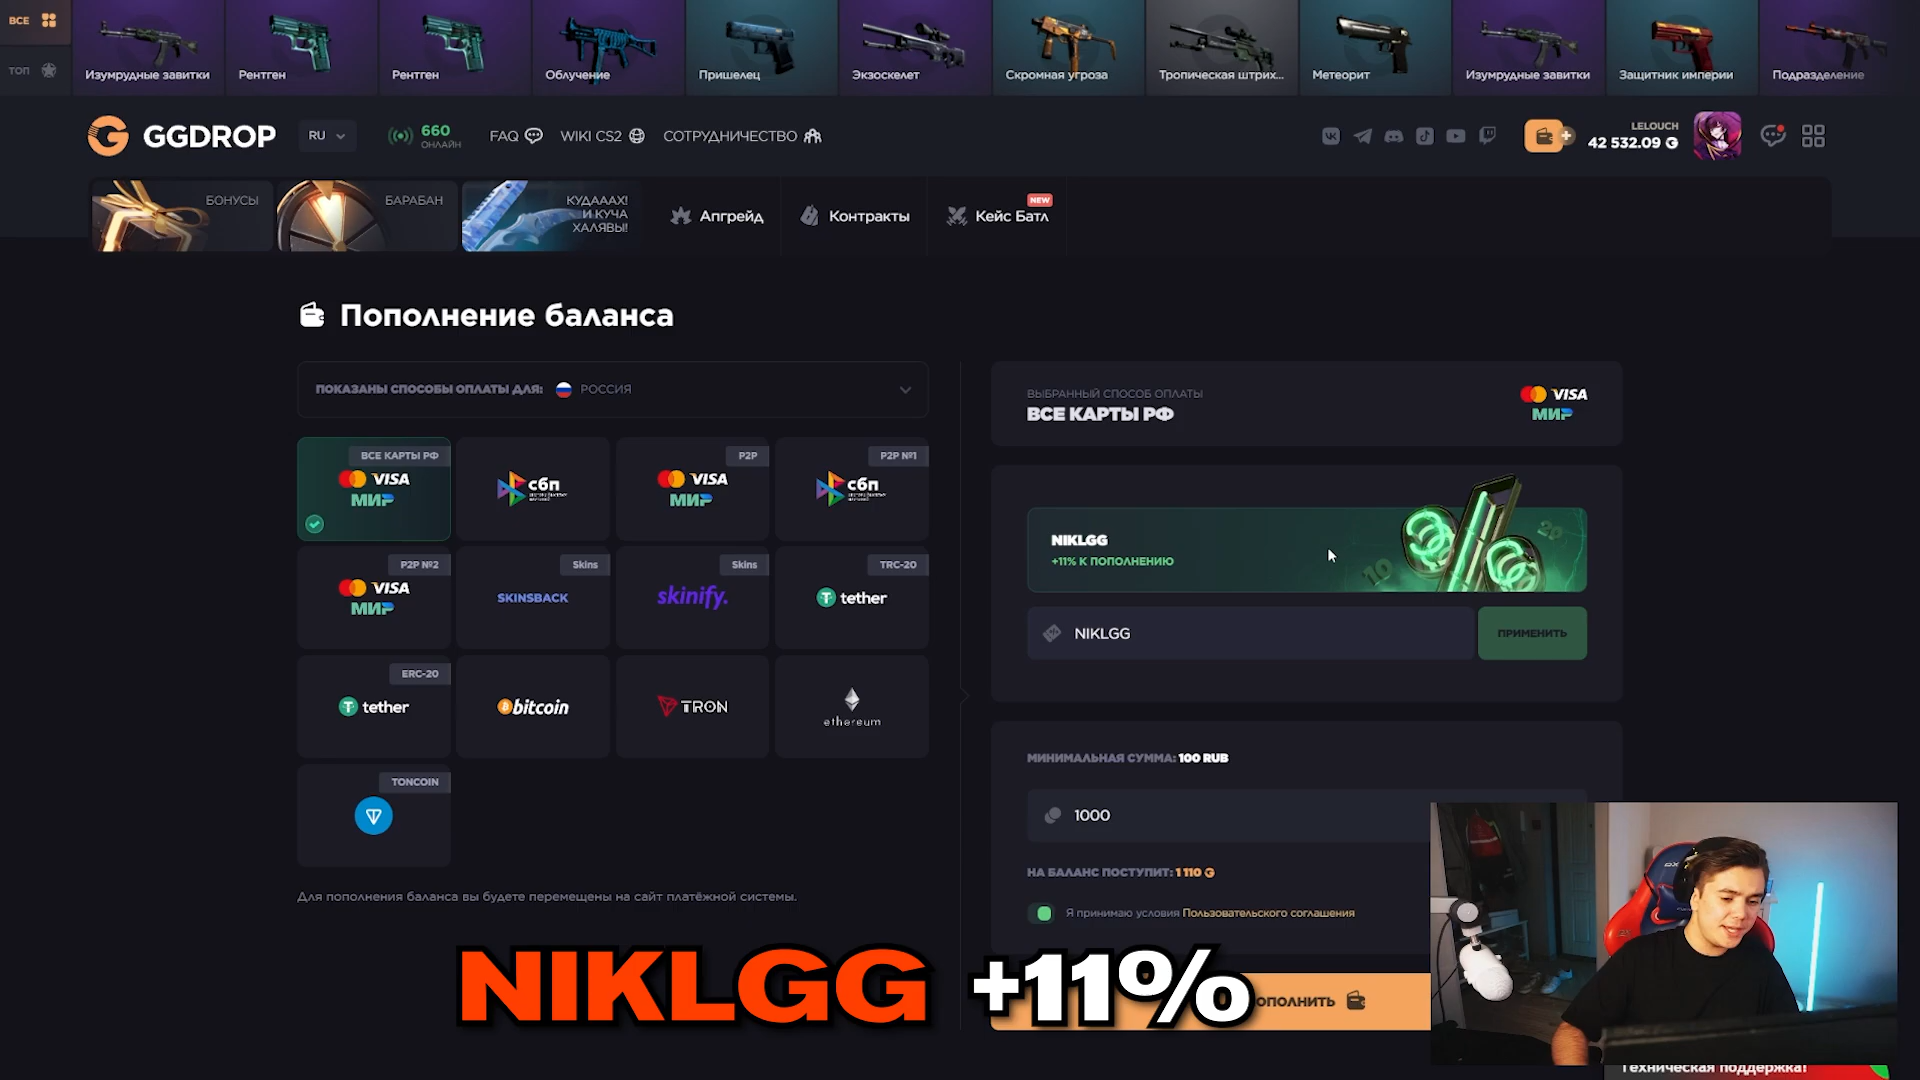 ВСЕ
ТОП
Изумрудные завитки
Рентген
Рентген
Облучение
Пришелец
Экзоскелет
Скромная угроза
Тропическая штрих...
Метеорит
Изумрудные завитки
Защитник империи
Подразделение
GGDROP
RU
660
ОНЛАЙН
FAQ
WIKI CS2
СОТРУДНИЧЕСТВО
LELOUCH
42 532.09 G
БОНУСЫ
БАРАБАН
КУДАААХ!
И КУЧА
ХАЛЯВЫ!
Апгрейд
Контракты
Кейс Батл
NEW
Пополнение баланса
ПОКАЗАНЫ СПОСОБЫ ОПЛАТЫ ДЛЯ: РОССИЯ
ВСЕ КАРТЫ РФ
VISA
МИР
сбп
P2P
VISA
МИР
P2P №1
сбп
P2P №2
VISA
МИР
Skins
SKINSBACK
Skins
skinify.
TRC-20
tether
ERC-20
tether
bitcoin
TRON
ethereum
TONCOIN
Для пополнения баланса вы будете перемещены на сайт платёжной системы.
ВЫБРАННЫЙ СПОСОБ ОПЛАТЫ
ВСЕ КАРТЫ РФ
VISA
МИР
NIKLGG
+11% К ПОПОЛНЕНИЮ
NIKLGG
ПРИМЕНИТЬ
МИНИМАЛЬНАЯ СУММА: 100 RUB
1000
НА БАЛАНС ПОСТУПИТ: 1 110 G
Я принимаю условия Пользовательского соглашения
ОПОЛНИТЬ
NIKLGG +11%
Техническая поддержка!